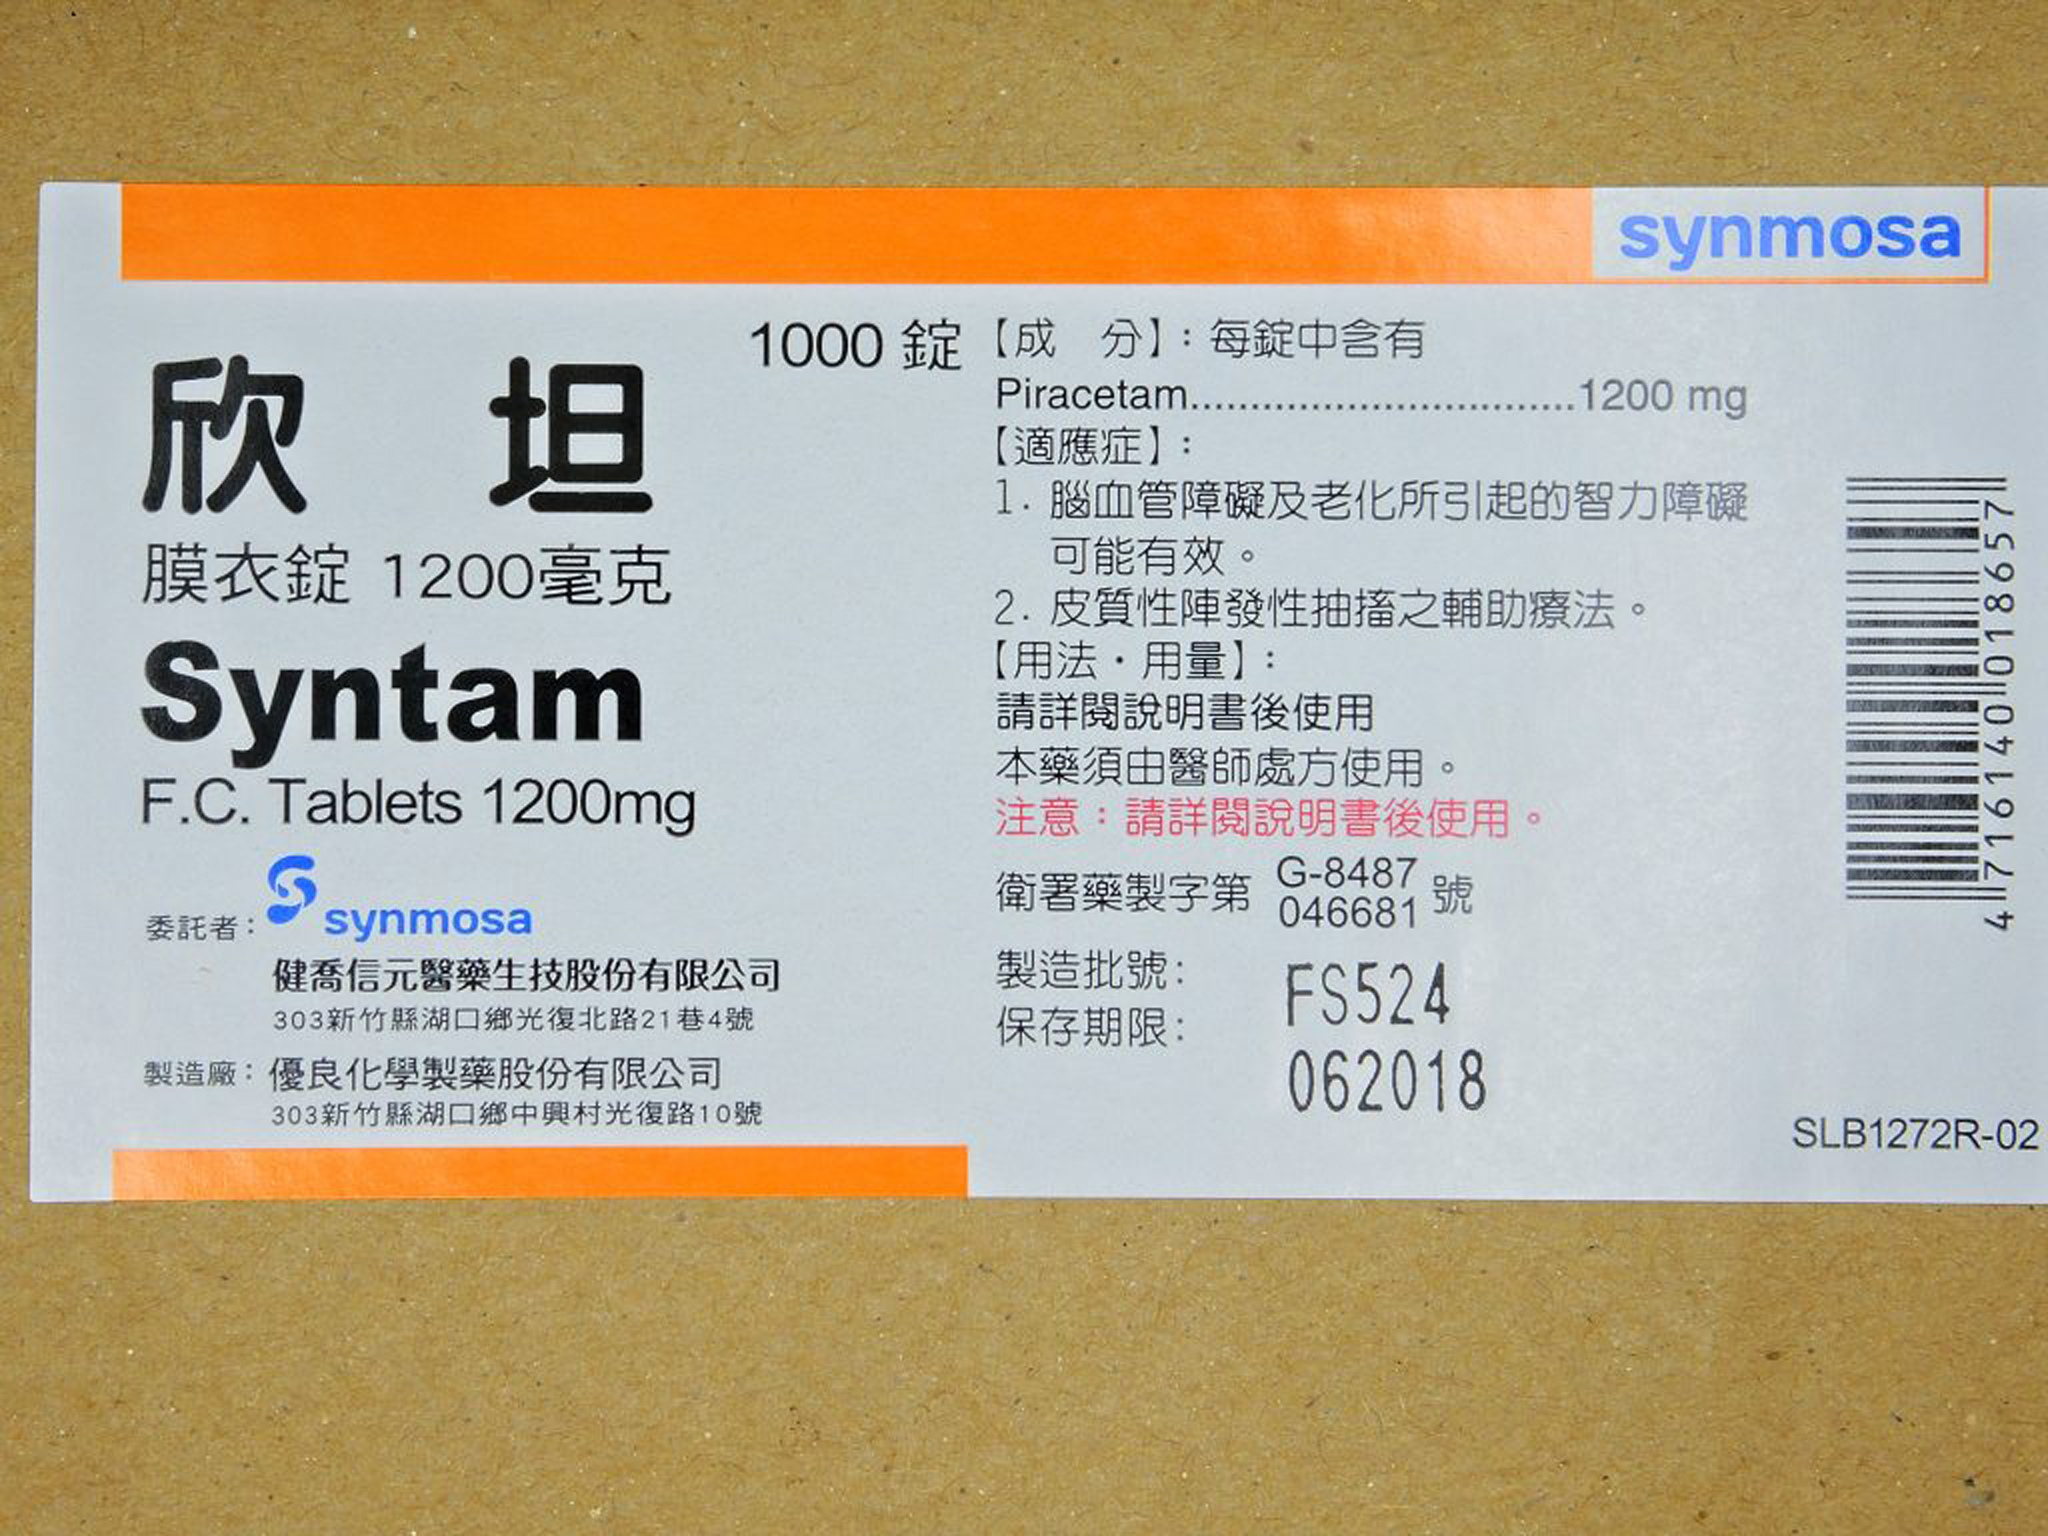 synmosa
1000 錠
欣 坦
膜衣錠 1200毫克
Syntam
F.C. Tablets 1200mg
委託者: synmosa
健喬信元醫藥生技股份有限公司
303新竹縣湖口鄉光復北路21巷4號
製造廠: 優良化學製藥股份有限公司
303新竹縣湖口鄉中興村光復路10號
【成 分】: 每錠中含有
Piracetam................................1200 mg
【適應症】:
1. 腦血管障礙及老化所引起的智力障礙
可能有效。
2. 皮質性陣發性抽搐之輔助療法。
【用法・用量】:
請詳閱說明書後使用
本藥須由醫師處方使用。
注意:請詳閱說明書後使用。
衛署藥製字第 G-8487 號
046681
製造批號: FS524
保存期限: 062018
4 716140 018657
SLB1272R-02